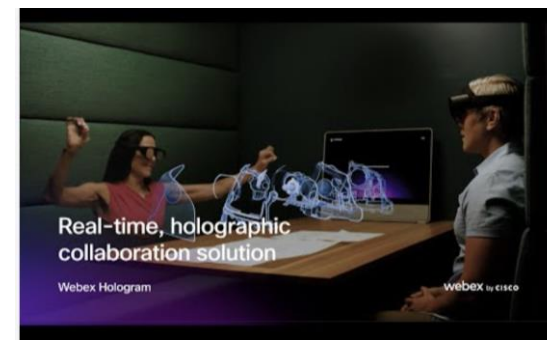 Real-time, holographic
collaboration solution
Webex Hologram
webex by CISCO